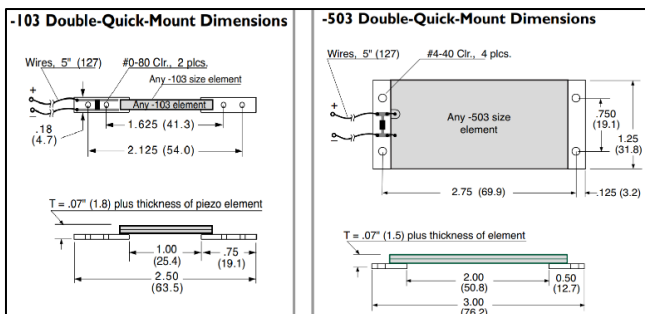 -103 Double-Quick-Mount Dimensions
Wires, 5" (127)
#0-80 Clr., 2 plcs.
Any -103 size element
+
Any -103 element
–
.18
(4.7)
1.625 (41.3)
2.125 (54.0)
T = .07" (1.8) plus thickness of piezo element
1.00
(25.4)
.75
(19.1)
2.50
(63.5)
-503 Double-Quick-Mount Dimensions
Wires, 5" (127)
#4-40 Clr., 4 plcs.
+
–
Any -503 size
element
.750
(19.1)
1.25
(31.8)
2.75 (69.9)
.125 (3.2)
T = .07" (1.5) plus thickness of element
2.00
(50.8)
0.50
(12.7)
3.00
(76.2)